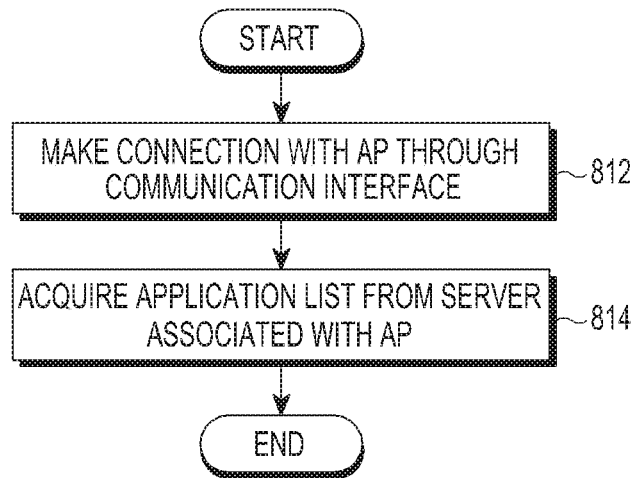 START
MAKE CONNECTION WITH AP THROUGH
COMMUNICATION INTERFACE
812
ACQUIRE APPLICATION LIST FROM SERVER
ASSOCIATED WITH AP
814
END